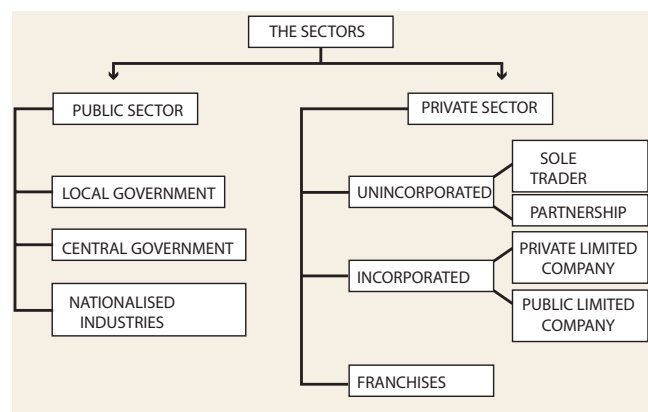 THE SECTORS
PUBLIC SECTOR
LOCAL GOVERNMENT
CENTRAL GOVERNMENT
NATIONALISED
INDUSTRIES
PRIVATE SECTOR
UNINCORPORATED
SOLE
TRADER
PARTNERSHIP
INCORPORATED
PRIVATE LIMITED
COMPANY
PUBLIC LIMITED
COMPANY
FRANCHISES